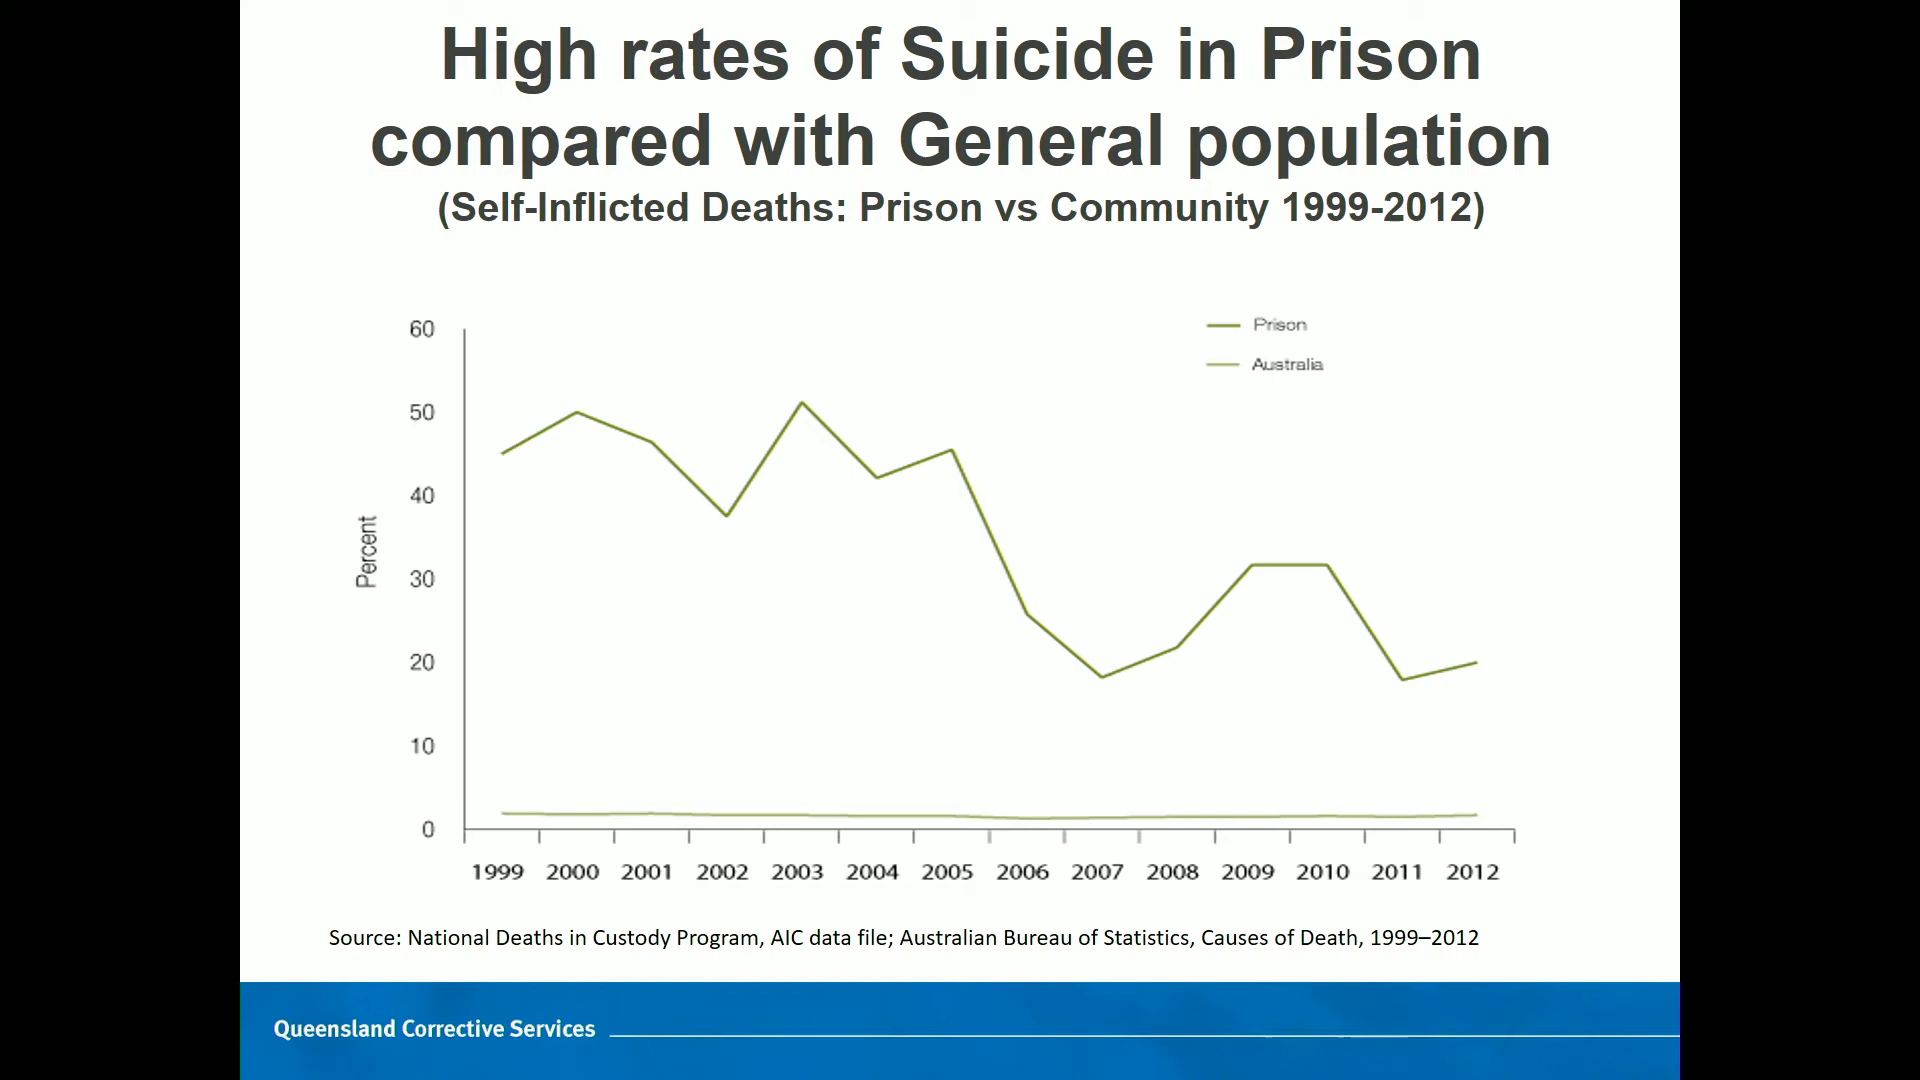 High rates of Suicide in Prison
compared with General population
(Self-Inflicted Deaths: Prison vs Community 1999-2012)
Prison
Australia
60
50
40
30
20
10
0
Percent
1999 2000 2001 2002 2003 2004 2005 2006 2007 2008 2009 2010 2011 2012
Source: National Deaths in Custody Program, AIC data file; Australian Bureau of Statistics, Causes of Death, 1999–2012
Queensland Corrective Services